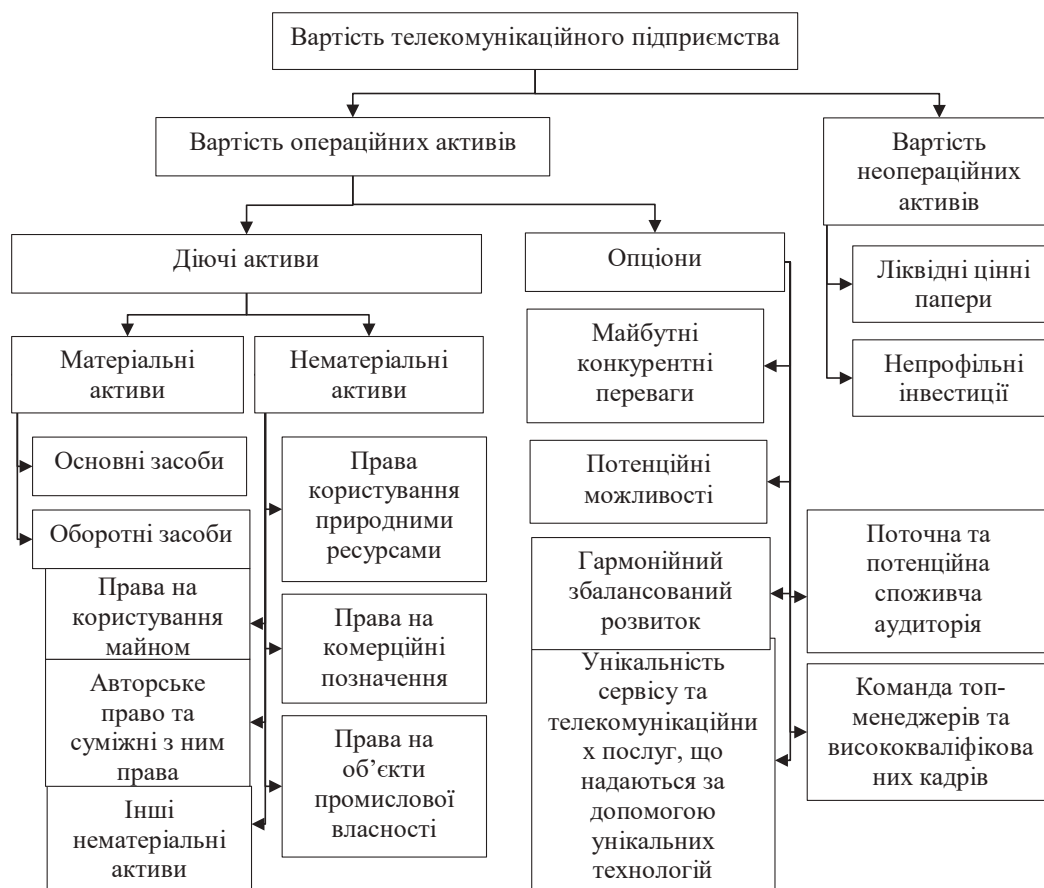 Вартість телекомунікаційного підприємства
Вартість операційних активів
Вартість
неопераційних
активів
Діючі активи
Опціони
Ліквідні цінні
папери
Непрофільні
інвестиції
Матеріальні
активи
Нематеріальні
активи
Основні засоби
Оборотні засоби
Права на
користування
майном
Авторське
право та
суміжні з ним
права
Інші
нематеріальні
активи
Права
користування
природними
ресурсами
Права на
комерційні
позначення
Права на
об’єкти
промислової
власності
Майбутні
конкурентні
переваги
Потенційні
можливості
Гармонійний
збалансований
розвиток
Унікальність
сервісу та
телекомунікаційни
х послуг, що
надаються за
допомогою
унікальних
технологій
Поточна та
потенційна
споживча
аудиторія
Команда топ-
менеджерів та
висококваліфікова
них кадрів